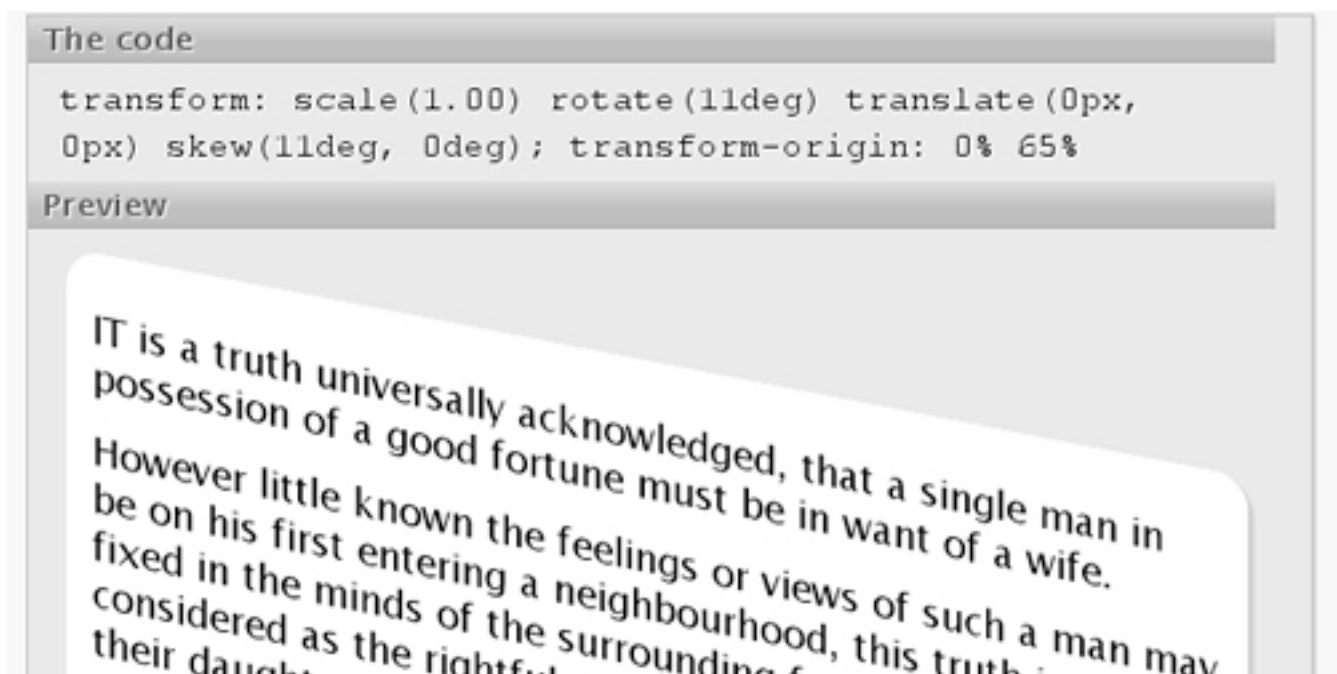 The code
transform: scale(1.00) rotate(11deg) translate(0px,
0px) skew(11deg, 0deg); transform-origin: 0% 65%
Preview
IT is a truth universally acknowledged, that a single man in
possession of a good fortune must be in want of a wife.
However little known the feelings or views of such a man may
be on his first entering a neighbourhood, this truth
fixed in the minds of the surrounding
considered as the
their